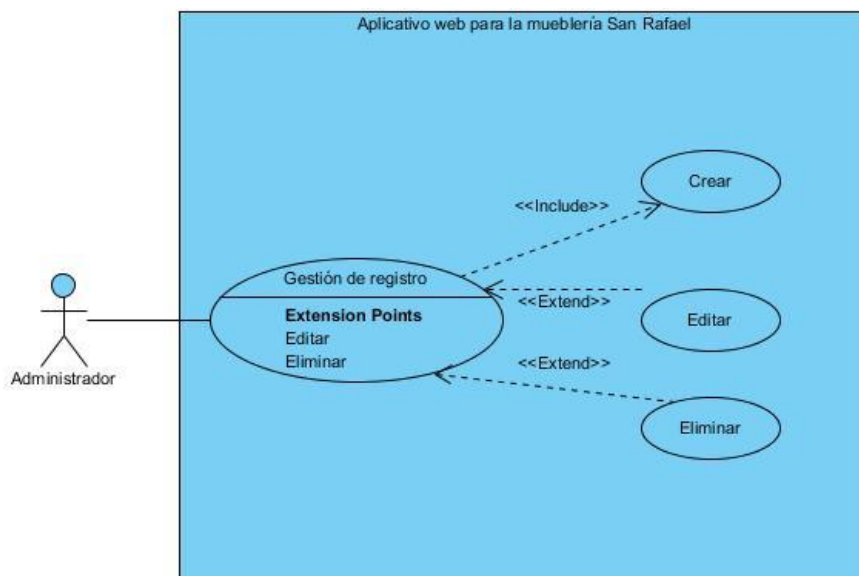 Aplicativo web para la mueblería San Rafael
Crear
<<Include>>
Gestión de registro
Extension Points
Editar
Eliminar
<<Extend>>
Editar
<<Extend>>
Eliminar
Administrador